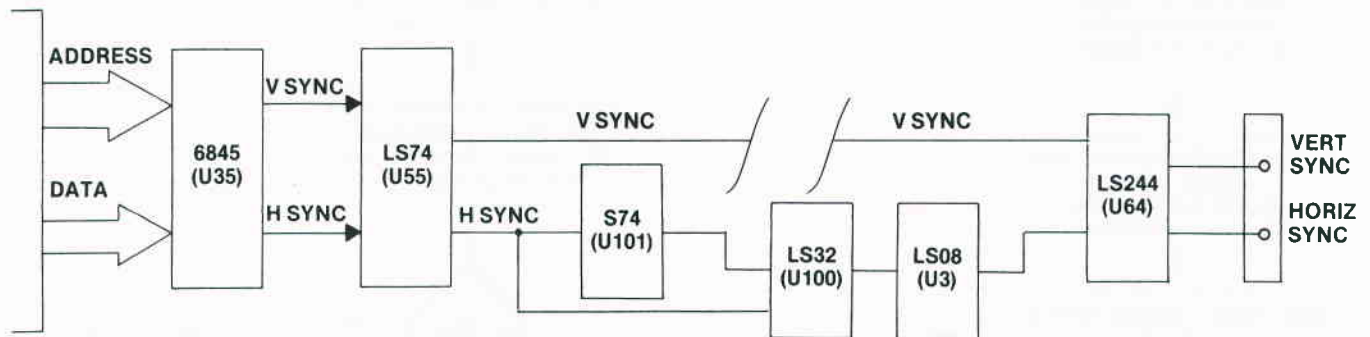 ADDRESS
DATA
6845
(U35)
V SYNC
H SYNC
LS74
(U55)
V SYNC
H SYNC
S74
(U101)
LS32
(U100)
LS08
(U3)
V SYNC
LS244
(U64)
VERT
SYNC
HORIZ
SYNC